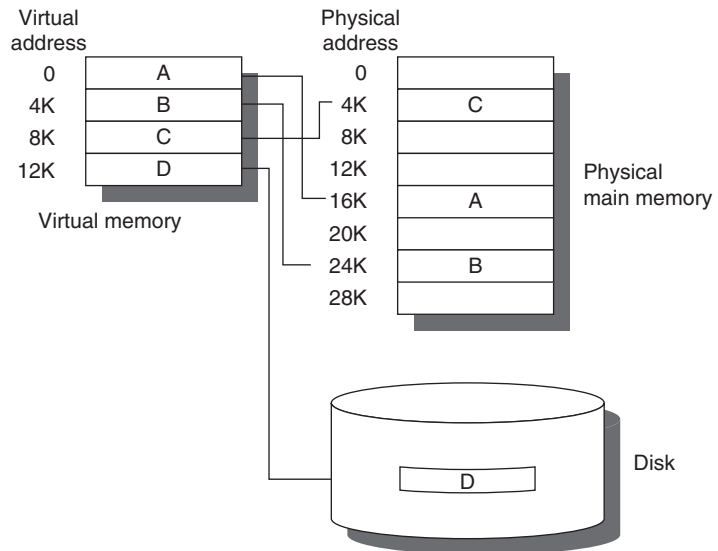 Virtual
address
0
A
4K
B
8K
C
12K
D
Virtual memory
Physical
address
0
4K
C
8K
12K
16K
A
20K
24K
B
28K
Physical
main memory
D
Disk